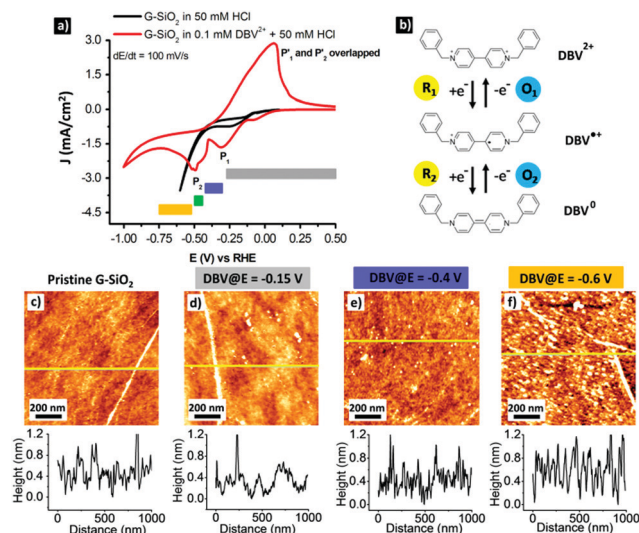 a)
G-SiO₂ in 50 mM HCl
G-SiO₂ in 0.1 mM DBV²⁺ + 50 mM HCl
dE/dt = 100 mV/s
P'₁ and P'₂ overlapped
J (mA/cm²)
3.0
1.5
0.0
-1.5
-3.0
-4.5
P₁
P₂
-1.00 -0.75 -0.50 -0.25 0.00 0.25 0.50
E (V) vs RHE
b)
DBV²⁺
R₁ +e⁻ -e⁻ O₁
DBV•⁺
R₂ +e⁻ -e⁻ O₂
DBV⁰
Pristine G-SiO₂
DBV@E = -0.15 V
DBV@E = -0.4 V
DBV@E = -0.6 V
c)
d)
e)
f)
200 nm
200 nm
200 nm
200 nm
Height (nm)
1.2
0.8
0.4
0.0
0 500 1000
Distance (nm)
Height (nm)
1.2
0.8
0.4
0.0
0 500 1000
Distance (nm)
Height (nm)
1.2
0.8
0.4
0.0
0 500 1000
Distance (nm)
Height (nm)
1.2
0.8
0.4
0.0
0 500 1000
Distance (nm)